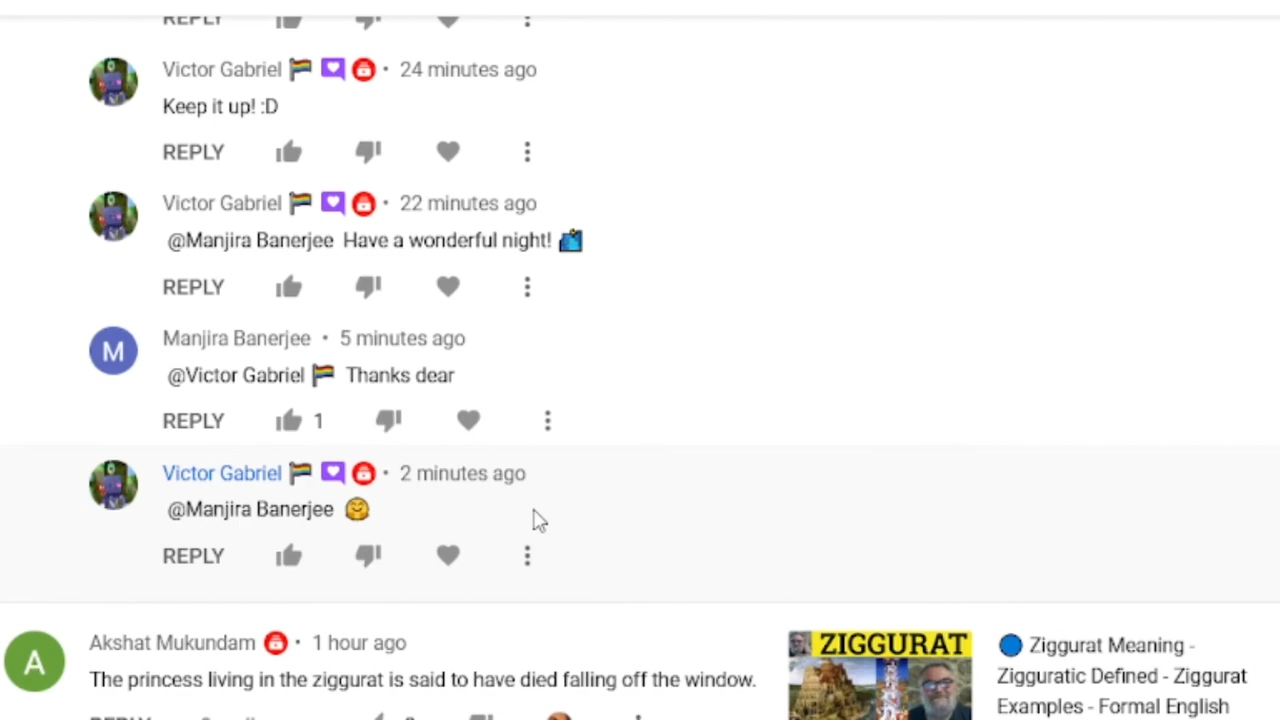 REPLY
Victor Gabriel 🏳️‍🌈 • 24 minutes ago
Keep it up! :D
REPLY
Victor Gabriel 🏳️‍🌈 • 22 minutes ago
@Manjira Banerjee Have a wonderful night!
REPLY
M
Manjira Banerjee • 5 minutes ago
@Victor Gabriel 🏳️‍🌈 Thanks dear
REPLY 1
Victor Gabriel 🏳️‍🌈 • 2 minutes ago
@Manjira Banerjee 🤗
REPLY
A
Akshat Mukundam • 1 hour ago
The princess living in the ziggurat is said to have died falling off the window.
REPLY
ZIGGURAT
🔵 Ziggurat Meaning -
Zigguratic Defined - Ziggurat
Examples - Formal English